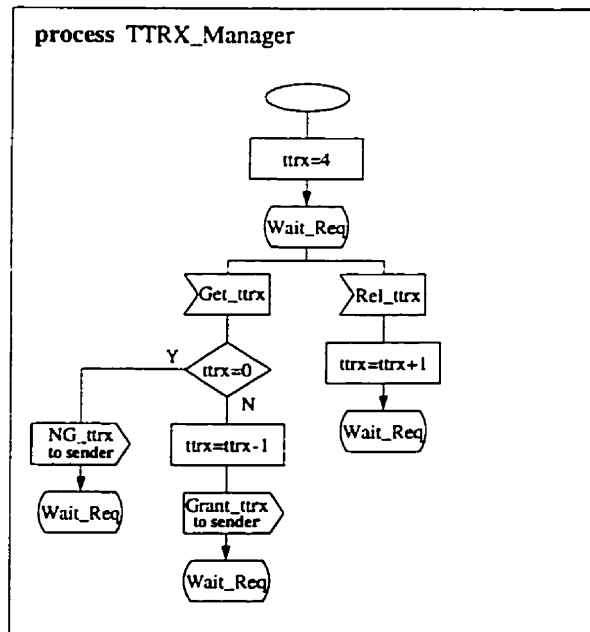 process TTRX_Manager
ttrx=4
Wait_Req
Get_ttrx
Rel_ttrx
Y
ttrx=0
ttrx=ttrx+1
N
NG_ttrx
to sender
ttrx=ttrx-1
Wait_Req
Wait_Req
Grant_ttrx
to sender
Wait_Req